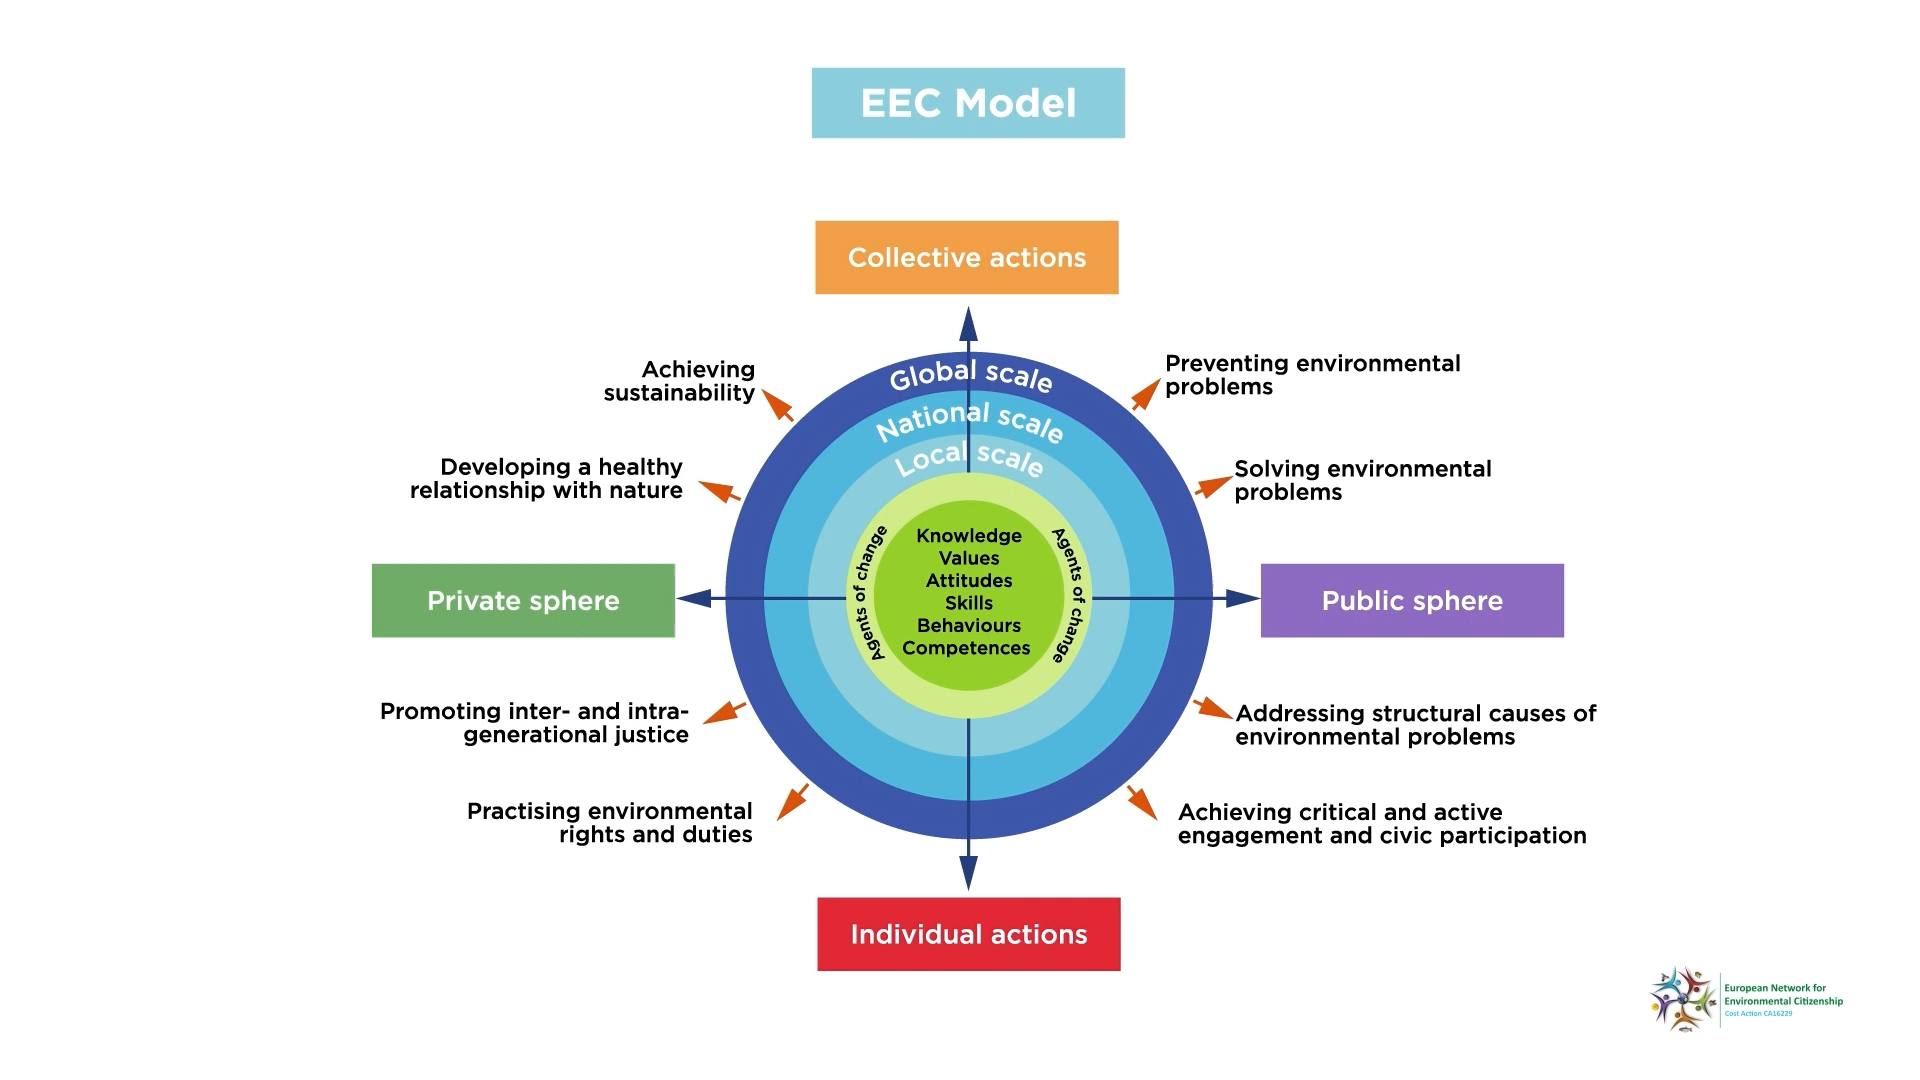 EEC Model
Collective actions
Achieving
sustainability
Preventing environmental
problems
Global scale
National scale
Local scale
Developing a healthy
relationship with nature
Solving environmental
problems
Agents of change
Knowledge
Values
Attitudes
Skills
Behaviours
Competences
Agents of change
Private sphere
Public sphere
Promoting inter- and intra-
generational justice
Addressing structural causes of
environmental problems
Practising environmental
rights and duties
Achieving critical and active
engagement and civic participation
Individual actions
European Network for
Environmental Citizenship
Cost Action CA16229